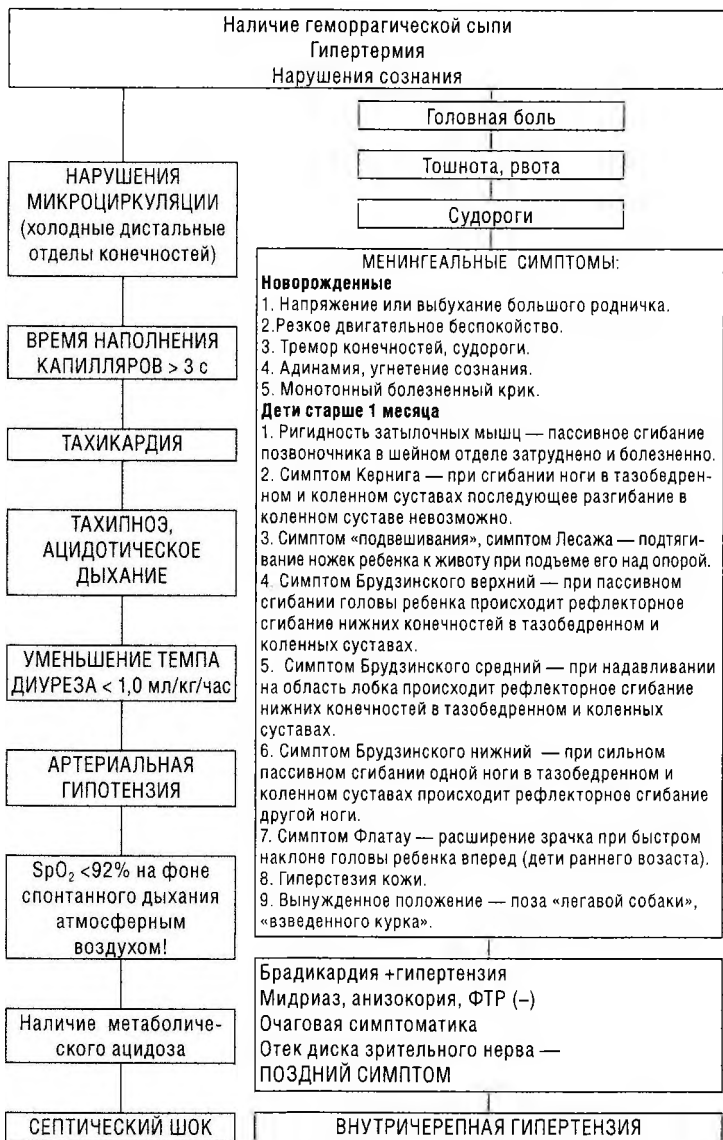 Наличие геморрагической сыпи
Гипертермия
Нарушения сознания
НАРУШЕНИЯ
МИКРОЦИРКУЛЯЦИИ
(холодные дистальные
отделы конечностей)
ВРЕМЯ НАПОЛНЕНИЯ
КАПИЛЛЯРОВ > 3 с
ТАХИКАРДИЯ
ТАХИПНОЭ,
АЦИДОТИЧЕСКОЕ
ДЫХАНИЕ
УМЕНЬШЕНИЕ ТЕМПА
ДИУРЕЗА < 1,0 мл/кг/час
АРТЕРИАЛЬНАЯ
ГИПОТЕНЗИЯ
SpO₂ <92% на фоне
спонтанного дыхания
атмосферным
воздухом!
Наличие метаболиче-
ского ацидоза
СЕПТИЧЕСКИЙ ШОК
Головная боль
Тошнота, рвота
Судороги
МЕНИНГЕАЛЬНЫЕ СИМПТОМЫ:
Новорожденные
1. Напряжение или выбухание большого родничка.
2.Резкое двигательное беспокойство.
3. Тремор конечностей, судороги.
4. Адинамия, угнетение сознания.
5. Монотонный болезненный крик.
Дети старше 1 месяца
1. Ригидность затылочных мышц — пассивное сгибание
позвоночника в шейном отделе затруднено и болезненно.
2. Симптом Кернига — при сгибании ноги в тазобедрен-
ном и коленном суставах последующее разгибание в
коленном суставе невозможно.
3. Симптом «подвешивания», симптом Лесажа — подтяги-
вание ножек ребенка к животу при подъеме его над опорой.
4. Симптом Брудзинского верхний — при пассивном
сгибании головы ребенка происходит рефлекторное
сгибание нижних конечностей в тазобедренном и
коленных суставах.
5. Симптом Брудзинского средний — при надавливании
на область лобка происходит рефлекторное сгибание
нижних конечностей в тазобедренном и коленных
суставах.
6. Симптом Брудзинского нижний — при сильном
пассивном сгибании одной ноги в тазобедренном и
коленном суставах происходит рефлекторное сгибание
другой ноги.
7. Симптом Флатау — расширение зрачка при быстром
наклоне головы ребенка вперед (дети раннего возаста).
8. Гиперстезия кожи.
9. Вынужденное положение — поза «легавой собаки»,
«взведенного курка».
Брадикардия +гипертензия
Мидриаз, анизокория, ФТР (–)
Очаговая симптоматика
Отек диска зрительного нерва —
ПОЗДНИЙ СИМПТОМ
ВНУТРИЧЕРЕПНАЯ ГИПЕРТЕНЗИЯ